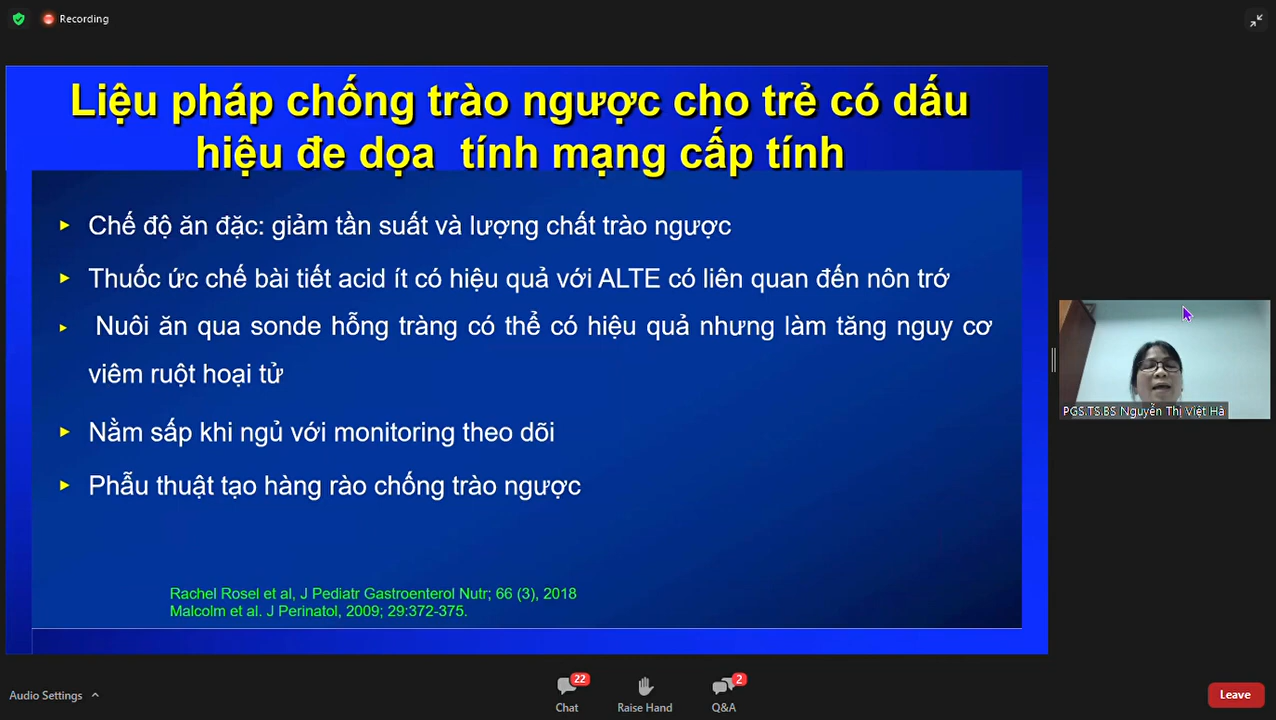 Recording
Liệu pháp chống trào ngược cho trẻ có dấu
hiệu đe dọa tính mạng cấp tính
Chế độ ăn đặc: giảm tần suất và lượng chất trào ngược
Thuốc ức chế bài tiết acid ít có hiệu quả với ALTE có liên quan đến nôn trớ
Nuôi ăn qua sonde hỗng tràng có thể có hiệu quả nhưng làm tăng nguy cơ
viêm ruột hoại tử
Nằm sấp khi ngủ với monitoring theo dõi
Phẫu thuật tạo hàng rào chống trào ngược
Rachel Rosel et al, J Pediatr Gastroenterol Nutr; 66 (3), 2018
Malcolm et al. J Perinatol, 2009; 29:372-375.
PGS.TS.BS Nguyễn Thị Việt Hà
Audio Settings
22
Chat
Raise Hand
2
Q&A
Leave